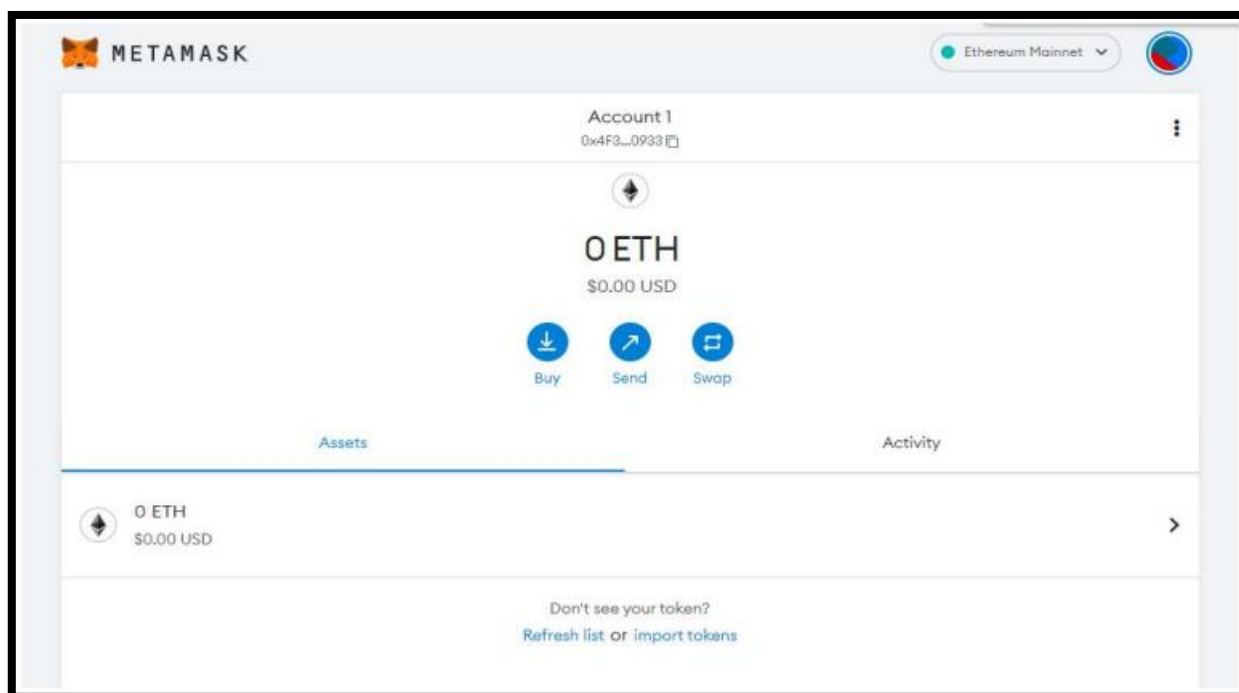 METAMASK
Ethereum Mainnet
Account 1
0x4F3...0933
0 ETH
$0.00 USD
Buy Send Swap
Assets Activity
0 ETH
$0.00 USD
Don't see your token?
Refresh list or import tokens